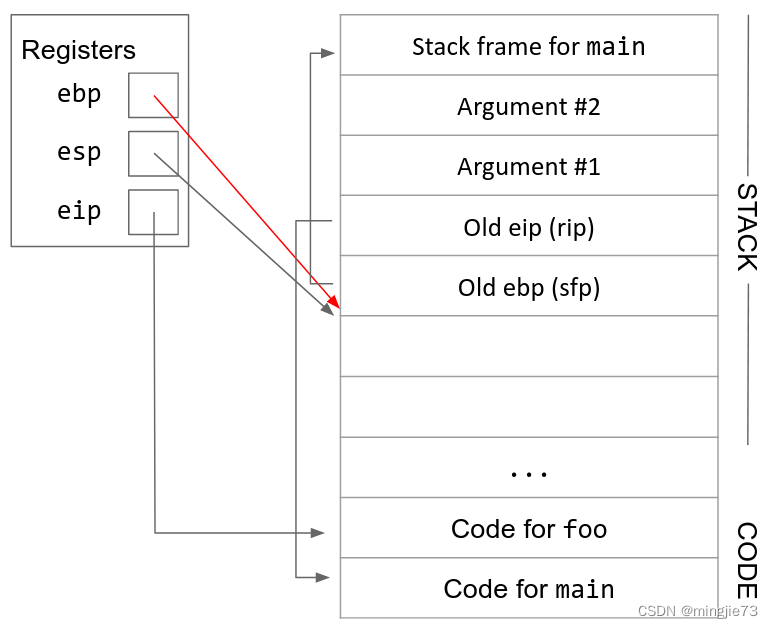 Registers
ebp
esp
eip
Stack frame for main
Argument #2
Argument #1
Old eip (rip)
Old ebp (sfp)
...
Code for foo
Code for main
STACK
CODE
CSDN @mingjie73